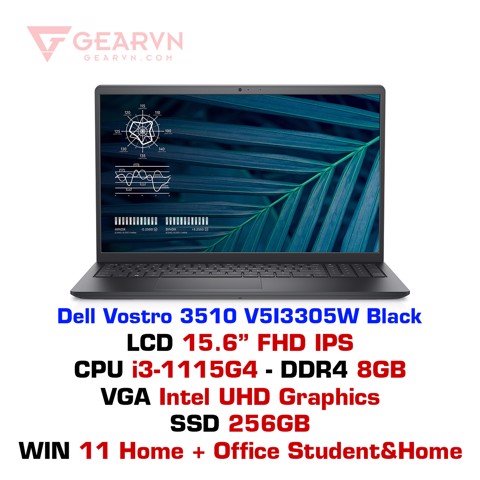 GEARVN
GEARVN.COM
Dell Vostro 3510 V5I3305W Black
LCD 15.6” FHD IPS
CPU i3-1115G4 - DDR4 8GB
VGA Intel UHD Graphics
SSD 256GB
WIN 11 Home + Office Student&Home